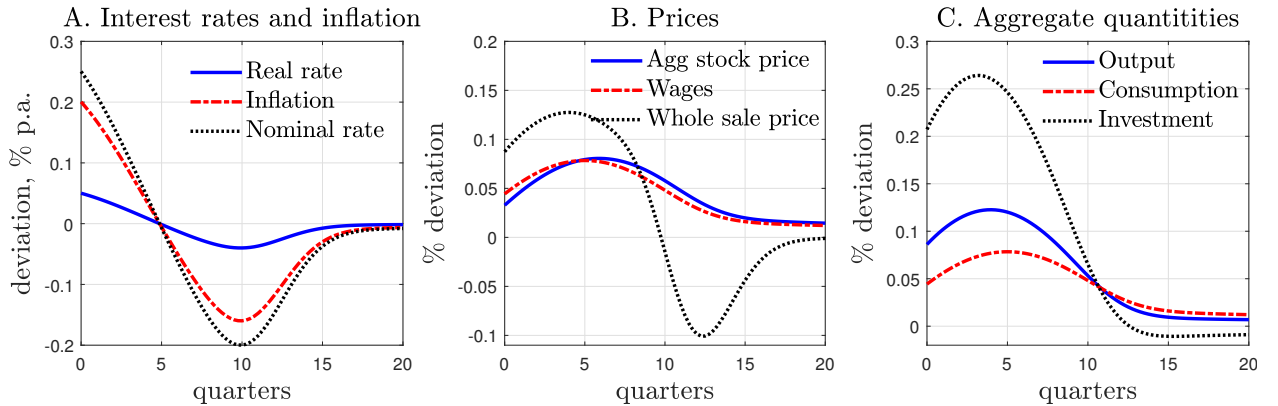 A. Interest rates and inflation
deviation, % p.a.
0.3
0.2
0.1
0
-0.1
-0.2
Real rate
Inflation
Nominal rate
0
5
10
15
20
quarters
B. Prices
% deviation
0.2
0.15
0.1
0.05
0
-0.05
-0.1
Agg stock price
Wages
Whole sale price
0
5
10
15
20
quarters
C. Aggregate quantitities
% deviation
0.3
0.25
0.2
0.15
0.1
0.05
0
Output
Consumption
Investment
0
5
10
15
20
quarters